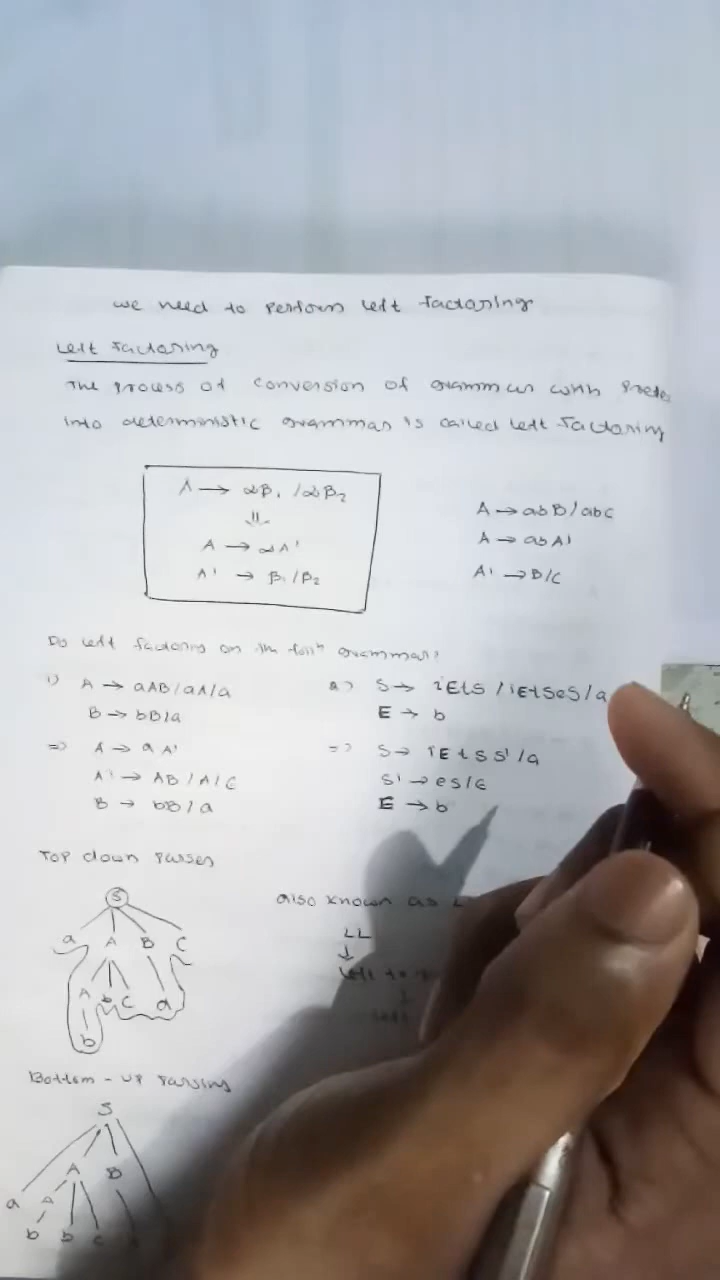 we need to perform left factoring
Left Factoring
The process of conversion of grammar with
into deterministic grammar is called Left Factoring
A → αβ₁ / αβ₂
⇓
A → αA'
A' → β₁ / β₂
A → abB/abC
A → abA'
A' → B/C
Do left factoring on the foll^n grammar:
1) A → aAB/aA/a
B → bB/a
=> A → aA'
A' → AB/A/ε
B → bB/a
2) S → iEtS / iEtSeS/a
E → b
=> S → iEtSS'/a
S' → eS/ε
E → b
Top down Parses
S
a A B C
A b C d
b
also known as L
LL
↓
left to
↓
Bottom - up Parsing
S
A B
a A
b b c